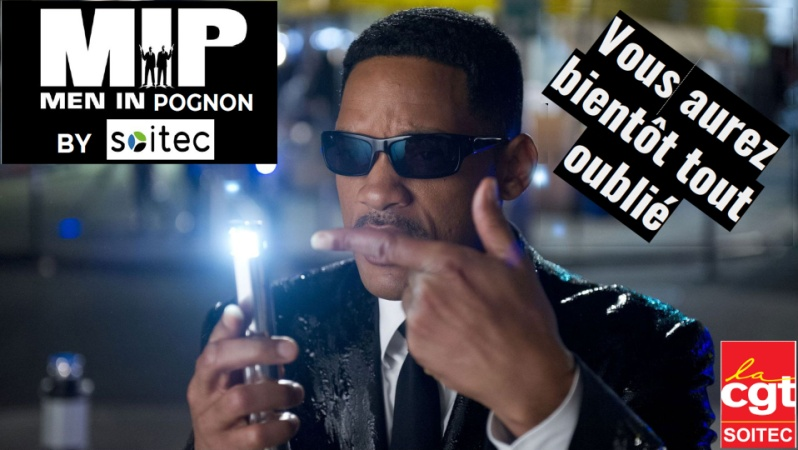 MIP
MEN IN POGNON
BY soitec
Vous aurez
bientôt tout
oublié
la
cgt
SOITEC